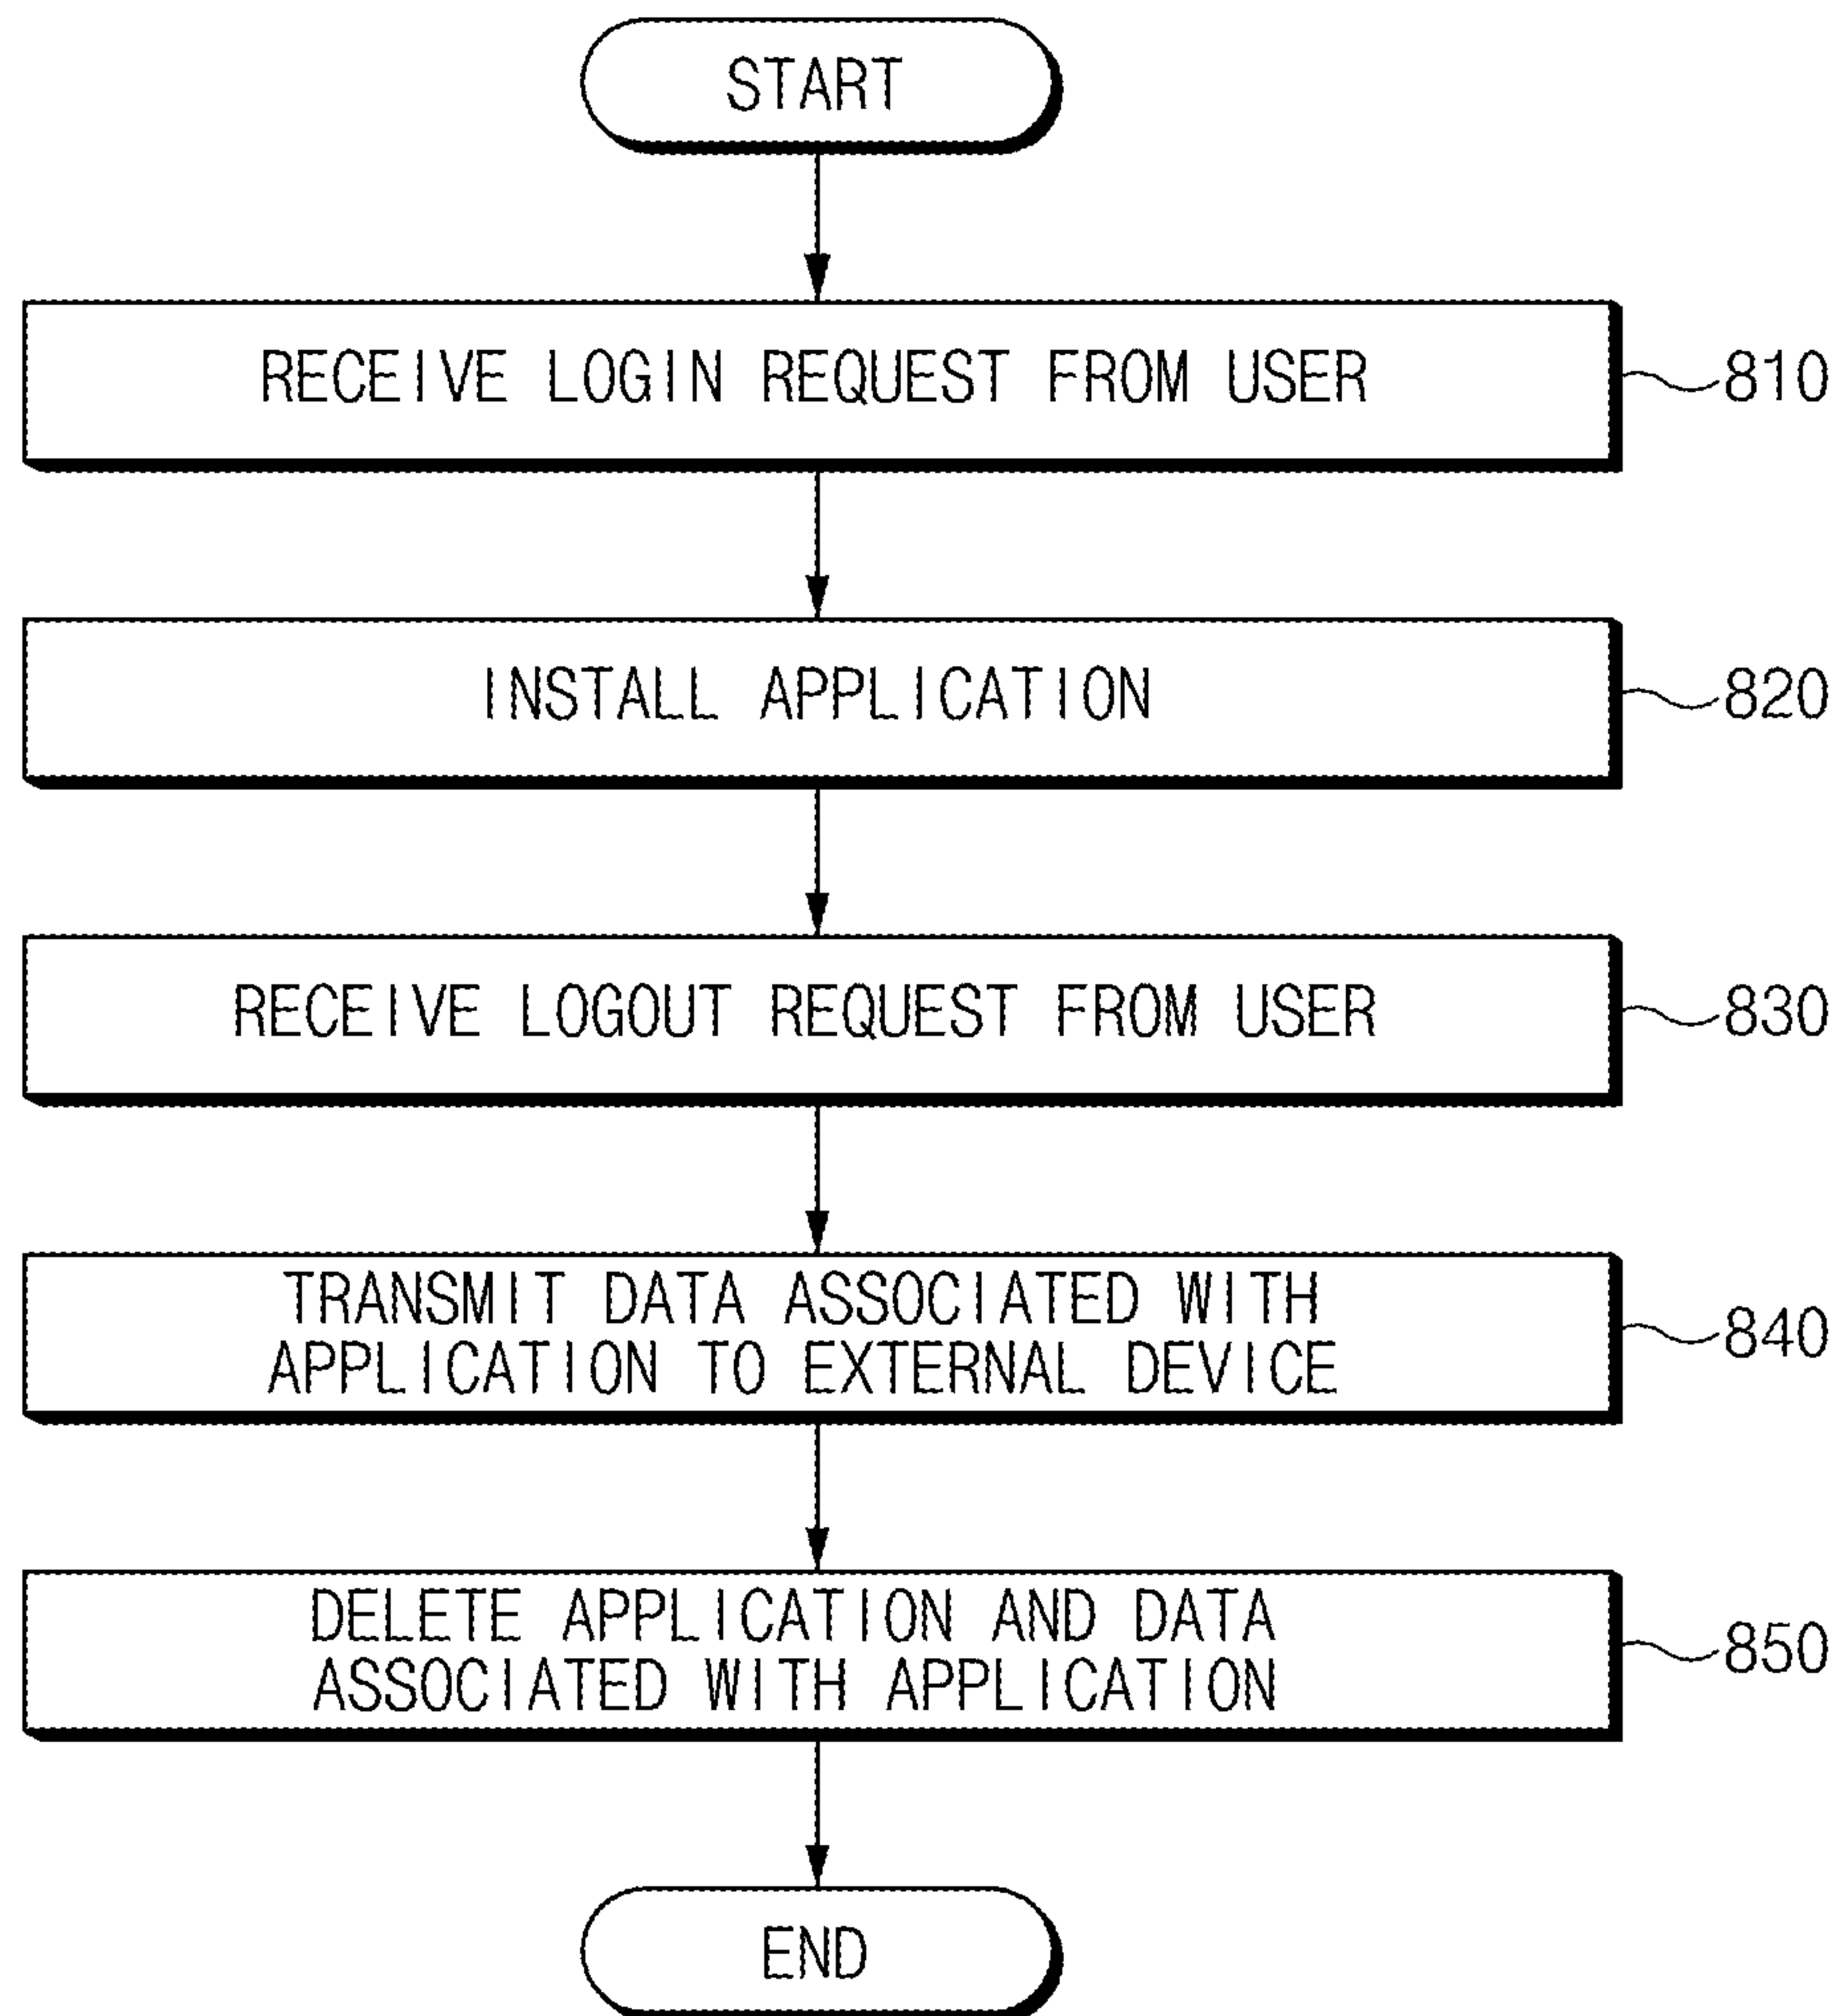 START
RECEIVE LOGIN REQUEST FROM USER
810
INSTALL APPLICATION
820
RECEIVE LOGOUT REQUEST FROM USER
830
TRANSMIT DATA ASSOCIATED WITH
APPLICATION TO EXTERNAL DEVICE
840
DELETE APPLICATION AND DATA
ASSOCIATED WITH APPLICATION
850
END